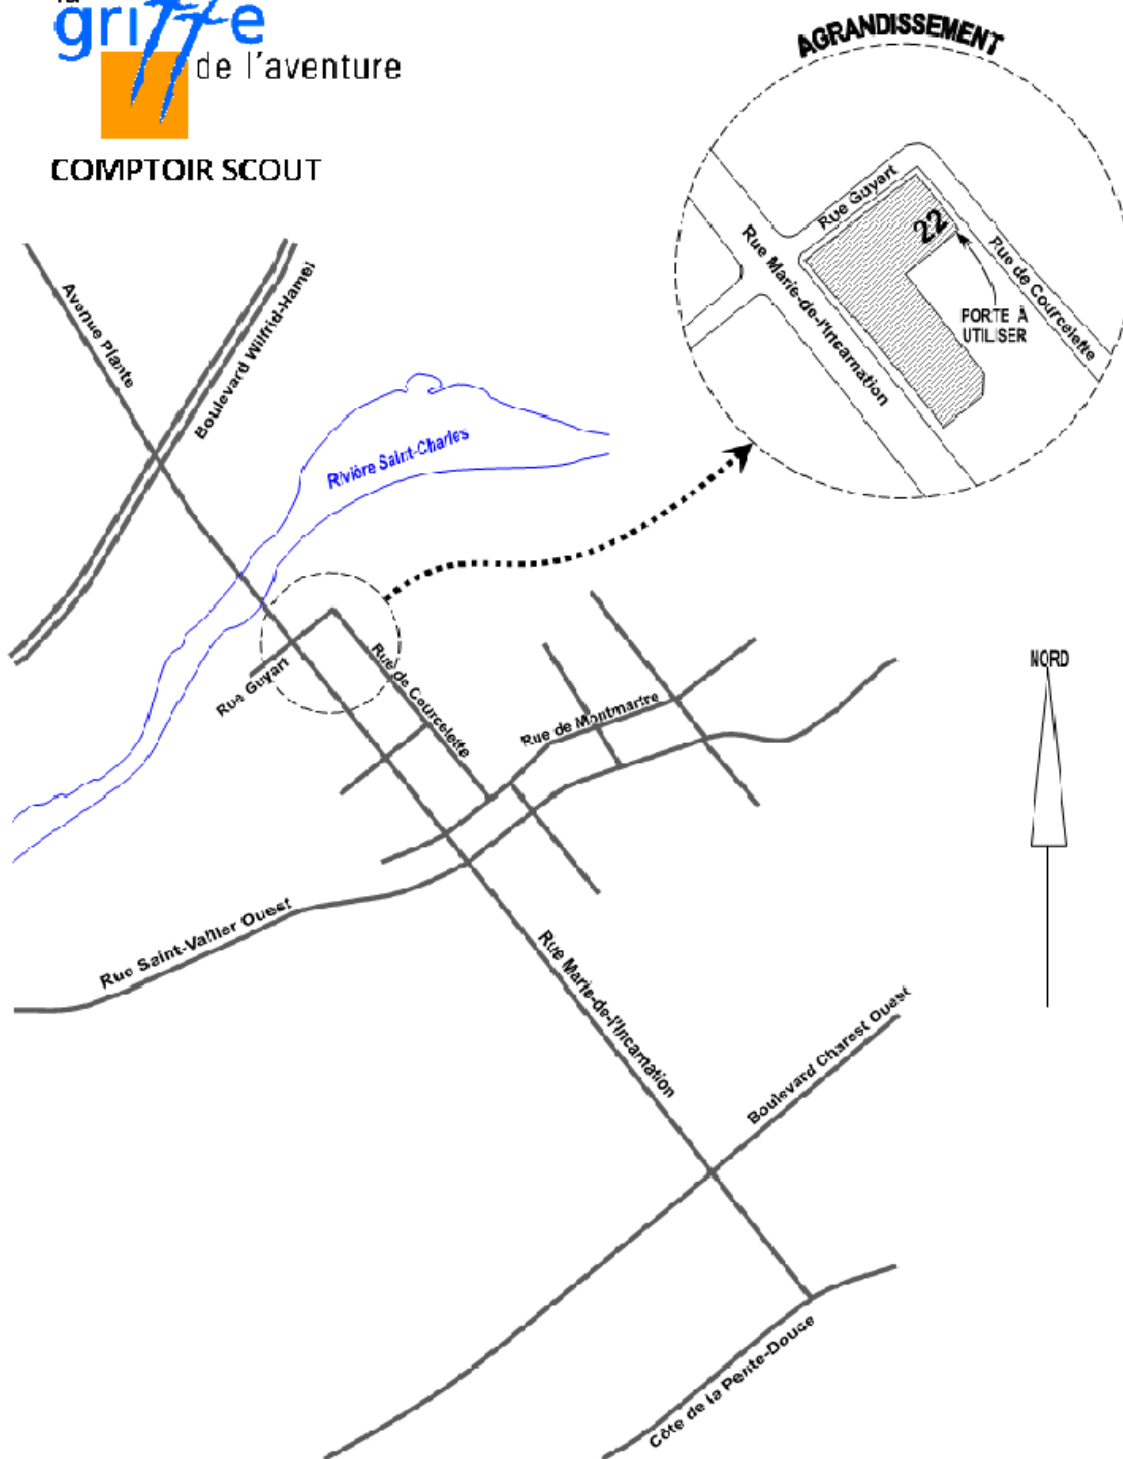 la
griffe
de l'aventure
COMPTOIR SCOUT
AGRANDISSEMENT
Rue Guyart
22
Rue Marie-de-l'Incarnation
Rue de Courcelette
PORTE À
UTILISER
Avenue Plante
Boulevard Wilfrid-Hamel
Rivière Saint-Charles
Rue Guyart
Rue de Courcelette
Rue de Montmartre
NORD
Rue Saint-Vallier Ouest
Rue Marie-de-l'Incarnation
Boulevard Charest Ouest
Côte de la Pente-Douce